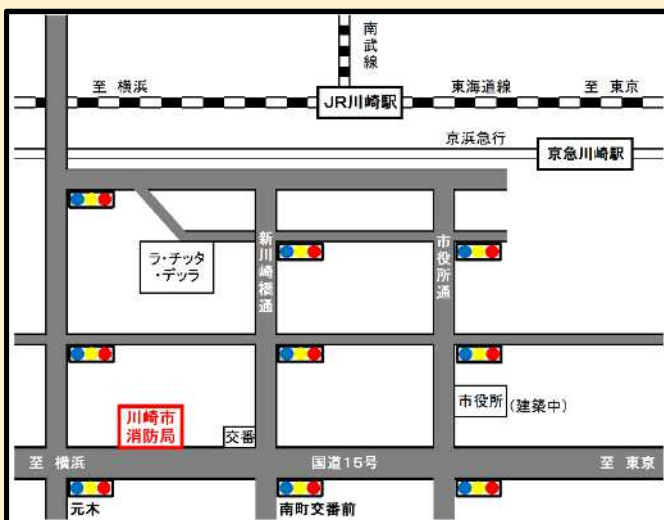 南武線
至 横浜
JR川崎駅
東海道線
至 東京
京浜急行
京急川崎駅
ラ・チッタ
・デッラ
新川崎橋通
市役所通
川崎市
消防局
交番
市役所
(建築中)
至 横浜
国道15号
至 東京
元木
南町交番前